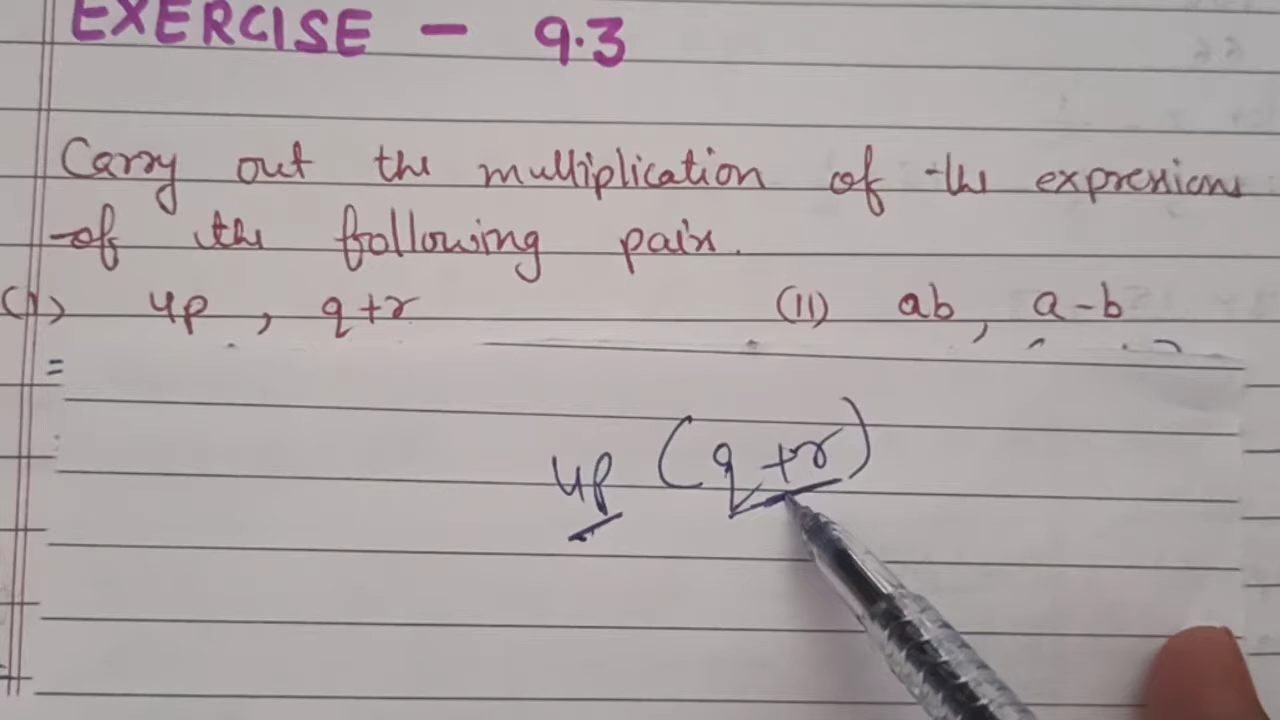 EXERCISE - 9.3
Carry out the multiplication of the expressions
of the following pair.
(I) 4p, q+r (II) ab, a-b
=
4p (q+r)